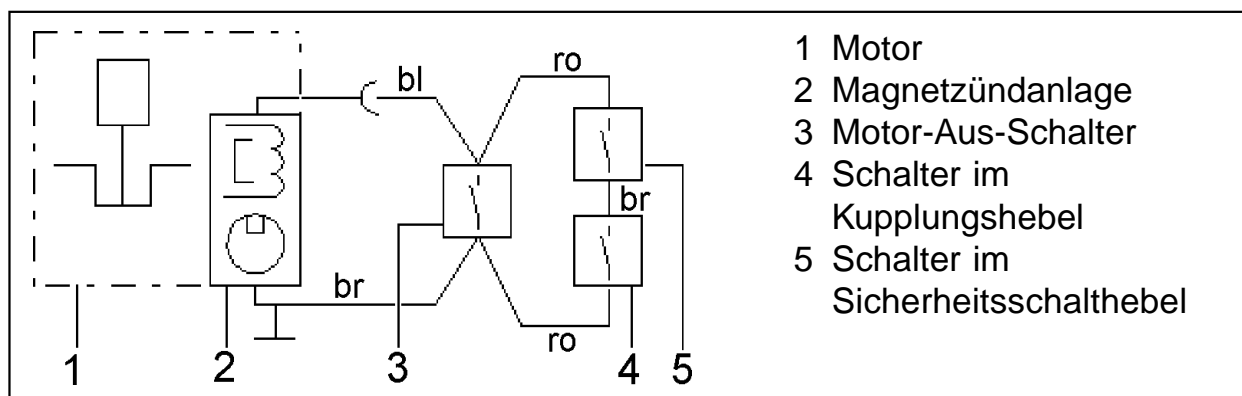 bl
ro
br
br
ro
1
2
3
4
5
1 Motor
2 Magnetzündanlage
3 Motor-Aus-Schalter
4 Schalter im
Kupplungshebel
5 Schalter im
Sicherheitsschalthebel